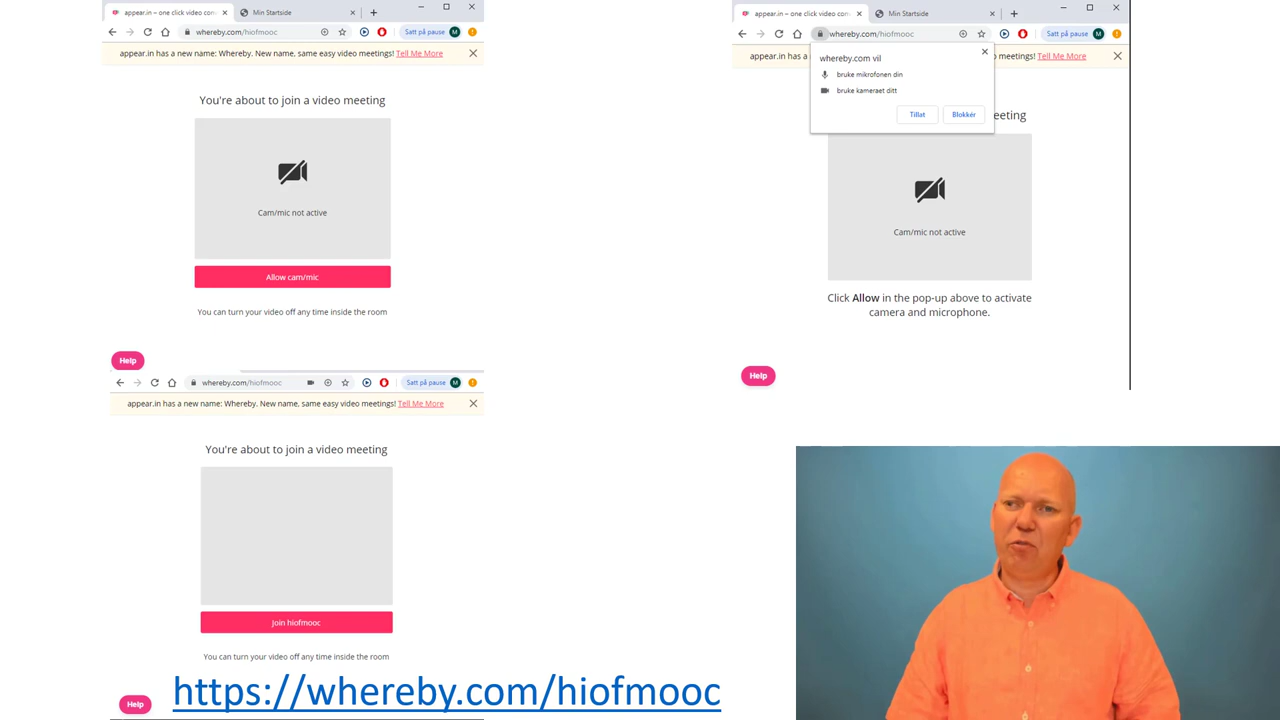 appear.in – one click video con
Min Startside
whereby.com/hiofmooc
Satt på pause
M
appear.in has a new name: Whereby. New name, same easy video meetings! Tell Me More
You're about to join a video meeting
Cam/mic not active
Allow cam/mic
You can turn your video off any time inside the room
Help
appear.in – one click video com
Min Startside
whereby.com/hiofmooc
Satt på pause
M
appear.in has a
meetings! Tell Me More
whereby.com vil
bruke mikrofonen din
bruke kameraet ditt
Tillat
Blokkér
eeting
Cam/mic not active
Click Allow in the pop-up above to activate
camera and microphone.
Help
whereby.com/hiofmooc
Satt på pause
M
appear.in has a new name: Whereby. New name, same easy video meetings! Tell Me More
You're about to join a video meeting
Join hiofmooc
You can turn your video off any time inside the room
Help
https://whereby.com/hiofmooc